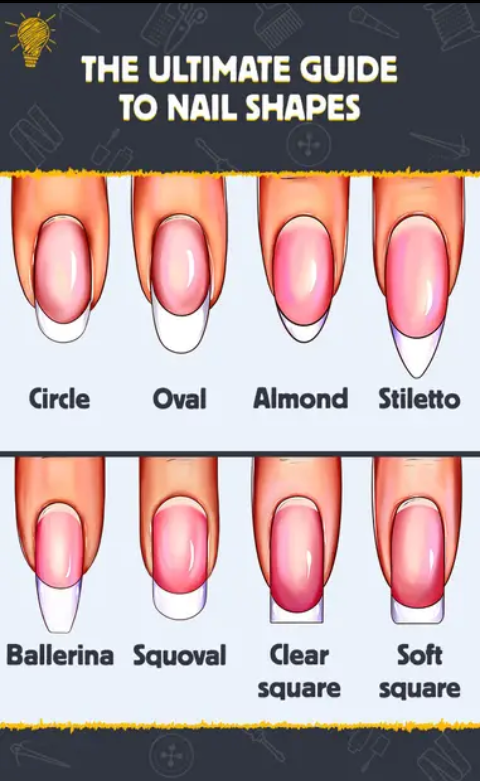 THE ULTIMATE GUIDE
TO NAIL SHAPES
Circle
Oval
Almond
Stiletto
Ballerina
Squoval
Clear
square
Soft
square